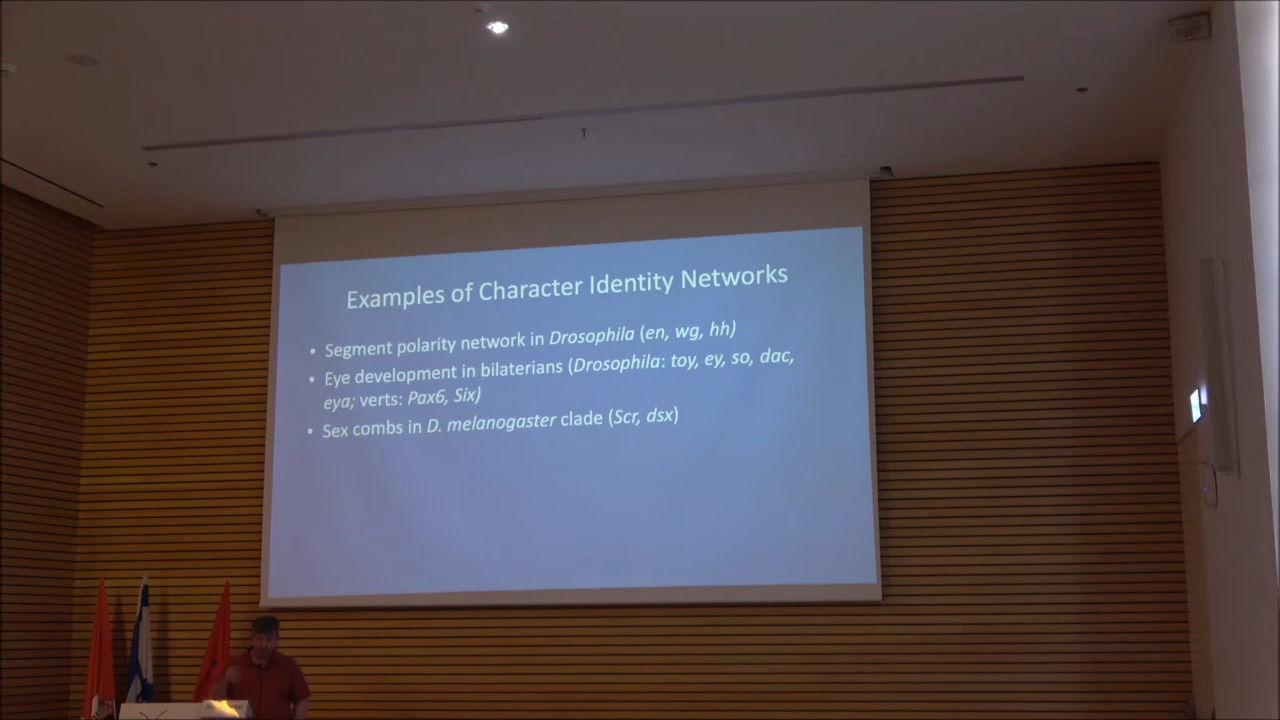 Examples of Character Identity Networks
• Segment polarity network in Drosophila (en, wg, hh)
• Eye development in bilaterians (Drosophila: toy, ey, so, dac,
eya; verts: Pax6, Six)
• Sex combs in D. melanogaster clade (Scr, dsx)